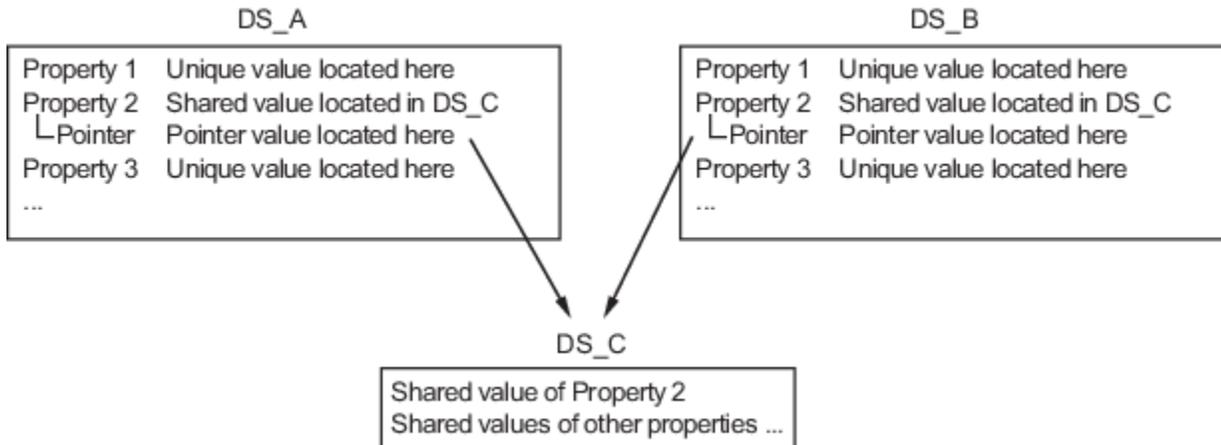 DS_A
Property 1 Unique value located here
Property 2 Shared value located in DS_C
Pointer Pointer value located here
Property 3 Unique value located here
...
DS_B
Property 1 Unique value located here
Property 2 Shared value located in DS_C
Pointer Pointer value located here
Property 3 Unique value located here
...
DS_C
Shared value of Property 2
Shared values of other properties ...